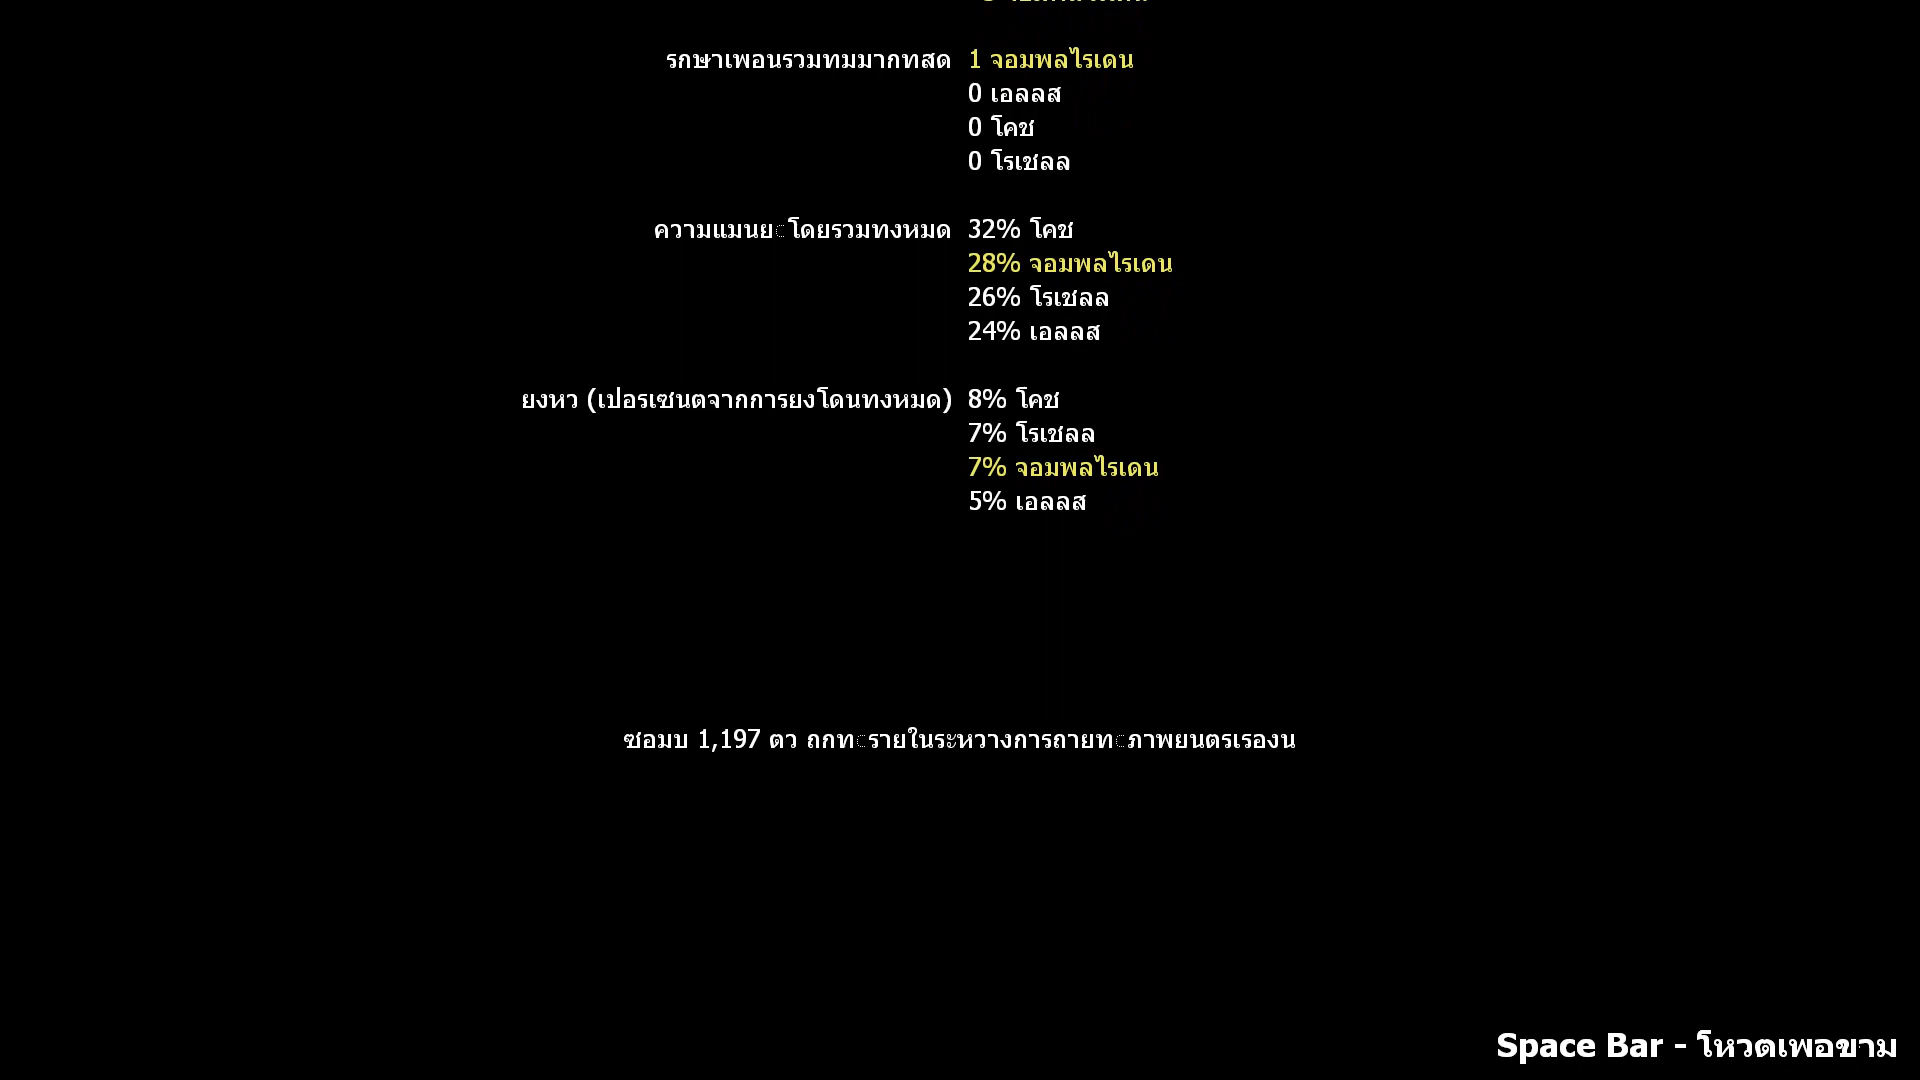 รกษาเพอนรวมทมมากทสด 1 จอมพลไรเดน
0 เอลลส
0 โคช
0 โรเชลล
ความแมนย โดยรวมทงหมด 32% โคช
28% จอมพลไรเดน
26% โรเชลล
24% เอลลส
ยงหว (เปอรเซนตจากการยงโดนทงหมด) 8% โคช
7% โรเชลล
7% จอมพลไรเดน
5% เอลลส
ซอมบ 1,197 ตว ถกท รายในระหวางการถายท ภาพยนตรเรองน
Space Bar - โหวตเพอขาม